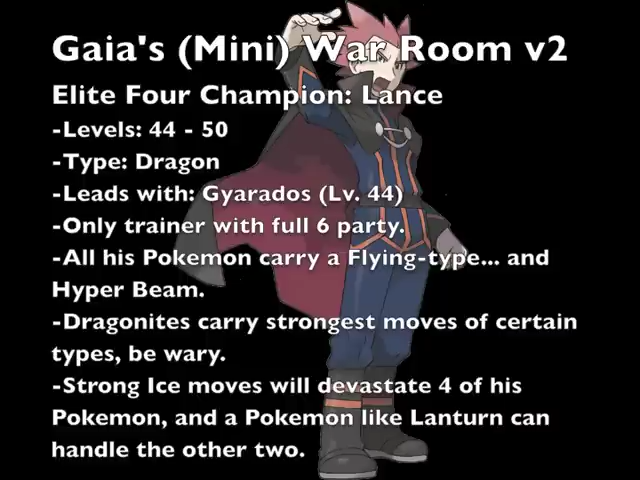 Gaia's (Mini) War Room v2
Elite Four Champion: Lance
-Levels: 44 - 50
-Type: Dragon
-Leads with: Gyarados (Lv. 44)
-Only trainer with full 6 party.
-All his Pokemon carry a Flying-type... and
Hyper Beam.
-Dragonites carry strongest moves of certain
types, be wary.
-Strong Ice moves will devastate 4 of his
Pokemon, and a Pokemon like Lanturn can
handle the other two.